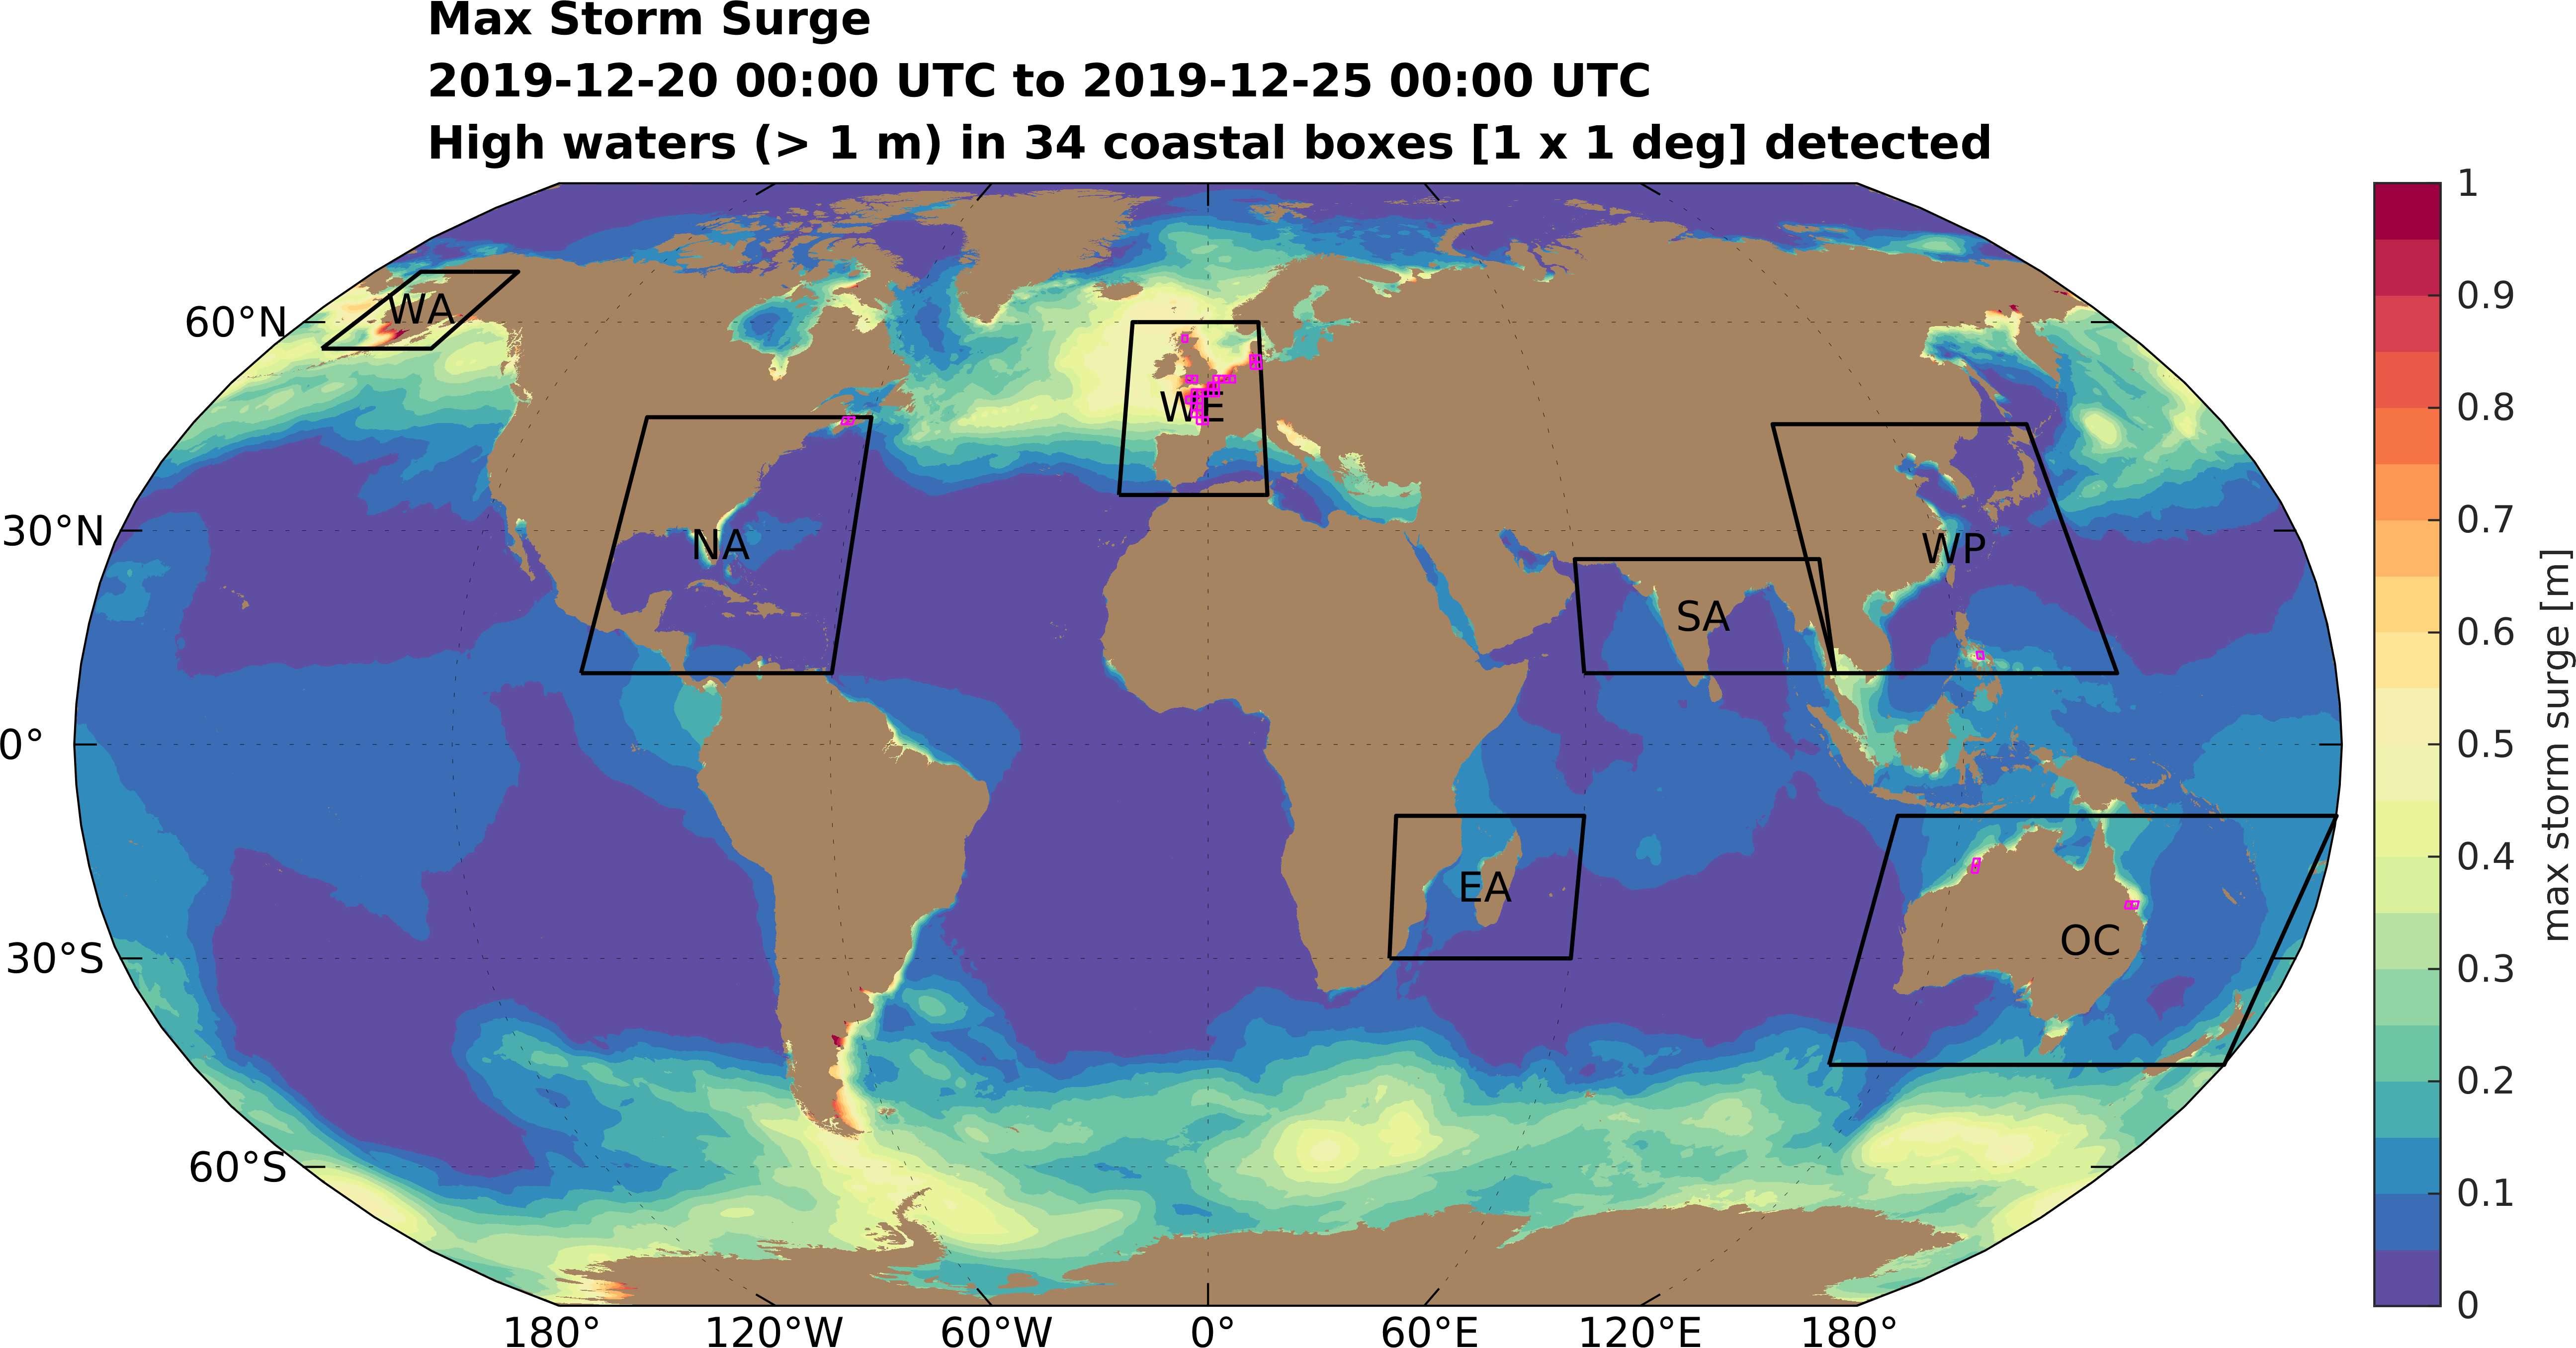 Max Storm Surge
2019-12-20 00:00 UTC to 2019-12-25 00:00 UTC
High waters (> 1 m) in 34 coastal boxes [1 x 1 deg] detected
60°N
30°N
0°
30°S
60°S
180°
120°W
60°W
0°
60°E
120°E
180°
WA
NA
WE
SA
WP
EA
OC
1
0.9
0.8
0.7
0.6
0.5
0.4
0.3
0.2
0.1
0
max storm surge [m]